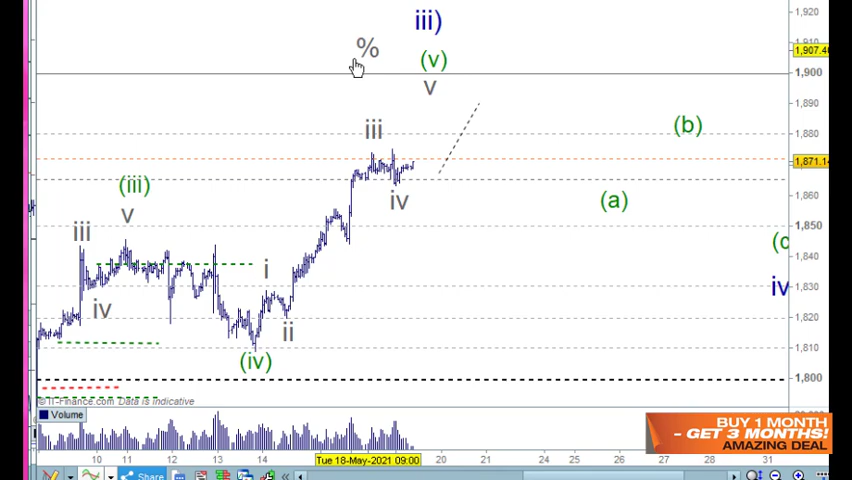 1,920
iii)
1,910
%
1,907.40
(v)
1,900
v
1,890
iii
(b)
1,880
1,871.14
(iii)
1,860
iv
(a)
v
1,850
iii
(c
1,840
i
iv
1,830
iv
1,820
ii
1,810
(iv)
1,800
© IT-Finance.com Data is indicative
Volume
BUY 1 MONTH
- GET 3 MONTHS!
AMAZING DEAL
10 11 12 13 14 Tue 18-May-2021 09:00 20 21 24 25 26 27 28 31
Share